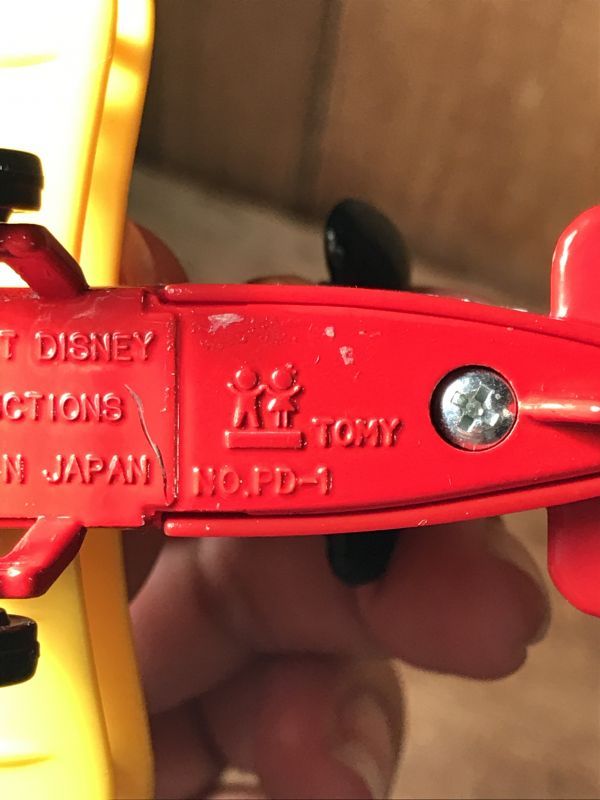 T DISNEY
CTIONS
N JAPAN
TOMY
NO.PD-1